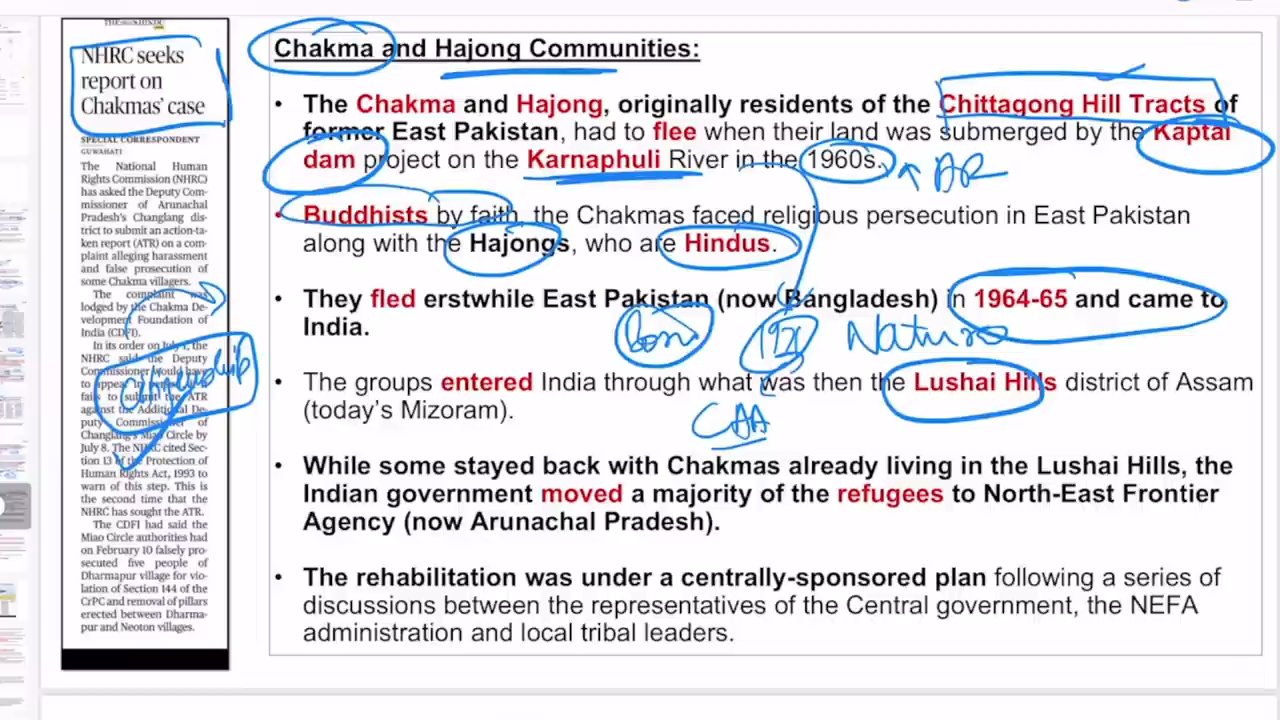 THE HINDU
NHRC seeks
report on
Chakmas' case
SPECIAL CORRESPONDENT
GUWAHATI
The National Human
Rights Commission (NHRC)
has asked the Deputy Com-
missioner of Arunachal
Pradesh's Changlang dis-
trict to submit an action-ta-
ken report (ATR) on a com-
plaint alleging harassment
and false prosecution of
some Chakma villagers.
The complaint was
lodged by the Chakma De-
velopment Foundation of
India (CDFI).
In its order on July 1, the
NHRC said the Deputy
Commissioner would have
to appear in person if he
fails to submit the ATR
against the Additional De-
puty Commissioner of
Changlang's Miao Circle by
July 8. The NHRC cited Sec-
tion 13 of the Protection of
Human Rights Act, 1993 to
warn of this step. This is
the second time that the
NHRC has sought the ATR.
The CDFI had said the
Miao Circle authorities had
on February 10 falsely pro-
secuted five people of
Dharmapur village for vio-
lation of Section 144 of the
CrPC and removal of pillars
erected between Dharma-
pur and Neoton villages.
Chakma and Hajong Communities:
• The Chakma and Hajong, originally residents of the Chittagong Hill Tracts of
former East Pakistan, had to flee when their land was submerged by the Kaptai
dam project on the Karnaphuli River in the 1960s.
AR
• Buddhists by faith, the Chakmas faced religious persecution in East Pakistan
along with the Hajongs, who are Hindus.
• They fled erstwhile East Pakistan (now Bangladesh) in 1964-65 and came to
India.
Born
1971
Nature
• The groups entered India through what was then the Lushai Hills district of Assam
(today's Mizoram).
CAA
• While some stayed back with Chakmas already living in the Lushai Hills, the
Indian government moved a majority of the refugees to North-East Frontier
Agency (now Arunachal Pradesh).
• The rehabilitation was under a centrally-sponsored plan following a series of
discussions between the representatives of the Central government, the NEFA
administration and local tribal leaders.